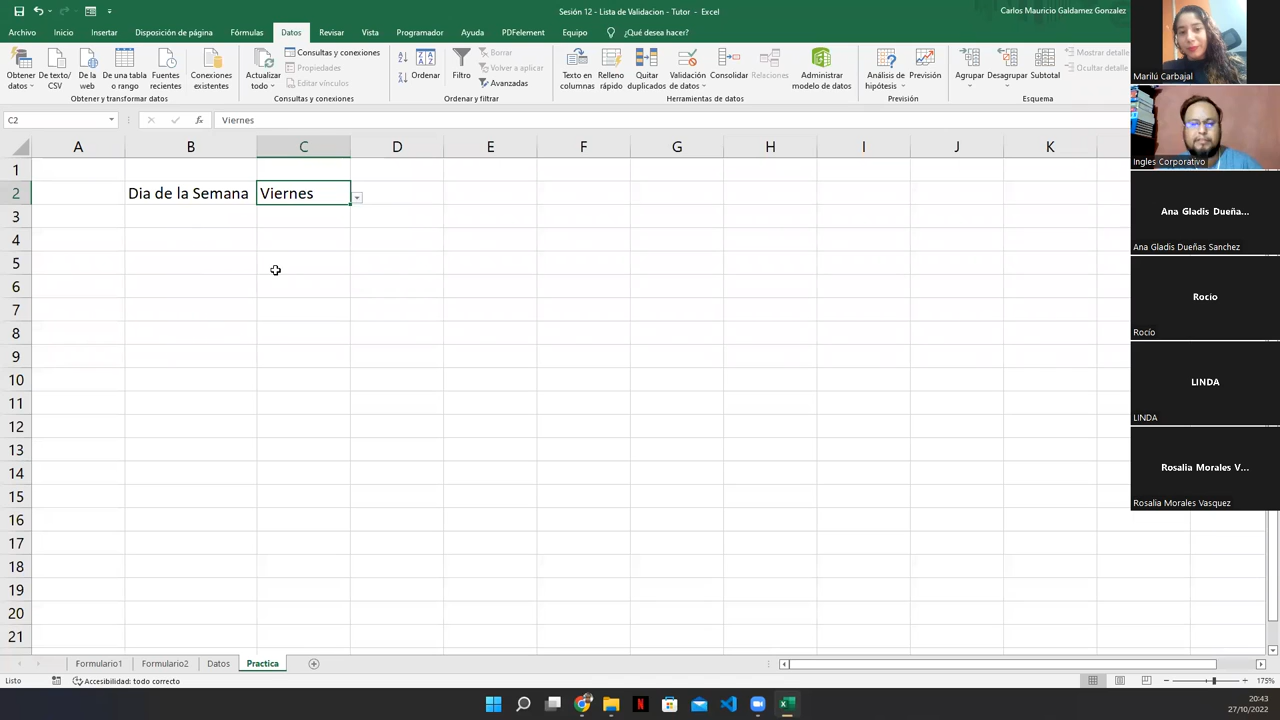 Sesión 12 - Lista de Validacion - Tutor - Excel
Carlos Mauricio Galdamez Gonzalez
Archivo Inicio Insertar Disposición de página Fórmulas Datos Revisar Vista Programador Ayuda PDFelement Equipo ¿Qué desea hacer?
Obtener datos
De texto/CSV
De la web
De una tabla o rango
Fuentes recientes
Conexiones existentes
Obtener y transformar datos
Actualizar todo
Consultas y conexiones
Propiedades
Editar vínculos
Consultas y conexiones
Ordenar
Filtro
Borrar
Volver a aplicar
Avanzadas
Ordenar y filtrar
Texto en columnas
Relleno rápido
Quitar duplicados
Validación de datos
Consolidar
Relaciones
Administrar modelo de datos
Herramientas de datos
Análisis de hipótesis
Previsión
Previsión
Agrupar
Desagrupar
Subtotal
Mostrar detalle
Ocultar detalle
Esquema
C2
fx
Viernes
A B C D E F G H I J K
1
2 Dia de la Semana Viernes
3
4
5
6
7
8
9
10
11
12
13
14
15
16
17
18
19
20
21
Marilú Carbajal
Ingles Corporativo
Ana Gladis Dueña...
Ana Gladis Dueñas Sanchez
Rocío
Rocío
LINDA
LINDA
Rosalia Morales V...
Rosalia Morales Vasquez
Formulario1 Formulario2 Datos Practica
Listo
Accesibilidad: todo correcto
175%
20:43
27/10/2022